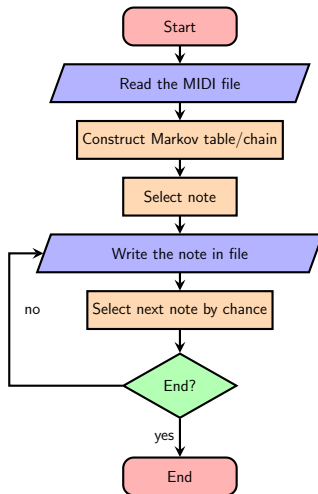 Start
Read the MIDI file
Construct Markov table/chain
Select note
Write the note in file
Select next note by chance
no
End?
yes
End